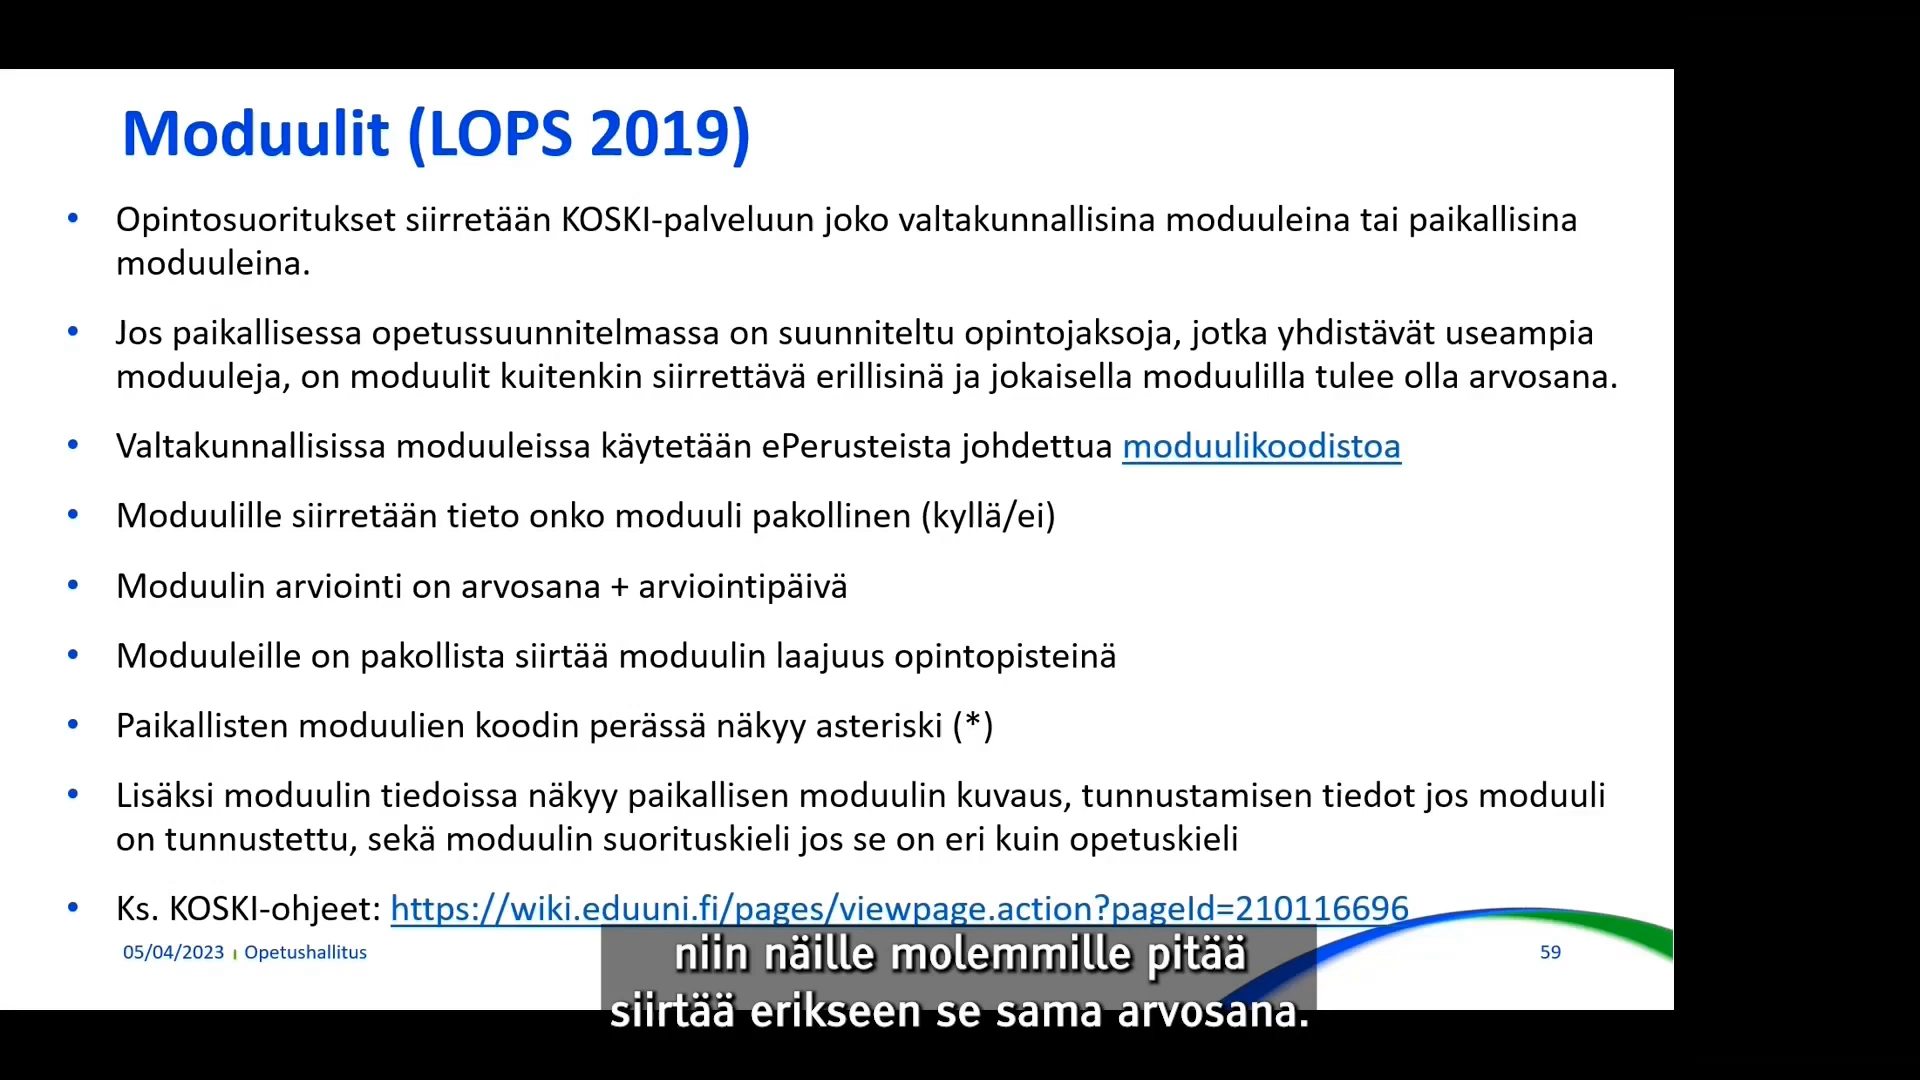 Moduulit (LOPS 2019)
• Opintosuoritukset siirretään KOSKI-palveluun joko valtakunnallisina moduuleina tai paikallisina
moduuleina.
• Jos paikallisessa opetussuunnitelmassa on suunniteltu opintojaksoja, jotka yhdistävät useampia
moduuleja, on moduulit kuitenkin siirrettävä erillisinä ja jokaisella moduulilla tulee olla arvosana.
• Valtakunnallisissa moduuleissa käytetään ePerusteista johdettua moduulikoodistoa
• Moduulille siirretään tieto onko moduuli pakollinen (kyllä/ei)
• Moduulin arviointi on arvosana + arviointipäivä
• Moduuleille on pakollista siirtää moduulin laajuus opintopisteinä
• Paikallisten moduulien koodin perässä näkyy asteriski (*)
• Lisäksi moduulin tiedoissa näkyy paikallisen moduulin kuvaus, tunnustamisen tiedot jos moduuli
on tunnustettu, sekä moduulin suorituskieli jos se on eri kuin opetuskieli
• Ks. KOSKI-ohjeet: https://wiki.eduuni.fi/pages/viewpage.action?pageId=210116696
05/04/2023 | Opetushallitus
59
niin näille molemmille pitää
siirtää erikseen se sama arvosana.